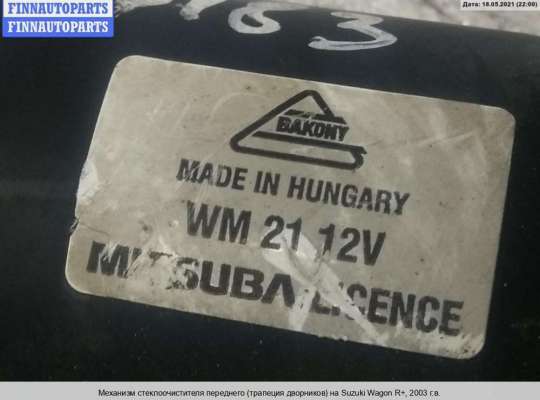 FINNAUTOPARTS
FINNAUTOPARTS
Дата: 18.05.2021 (22:00)
163
BAKONY
MADE IN HUNGARY
WM 21 12V
MITSUBA LICENCE
Механизм стеклоочистителя переднего (трапеция дворников) на Suzuki Wagon R+, 2003 г.в.